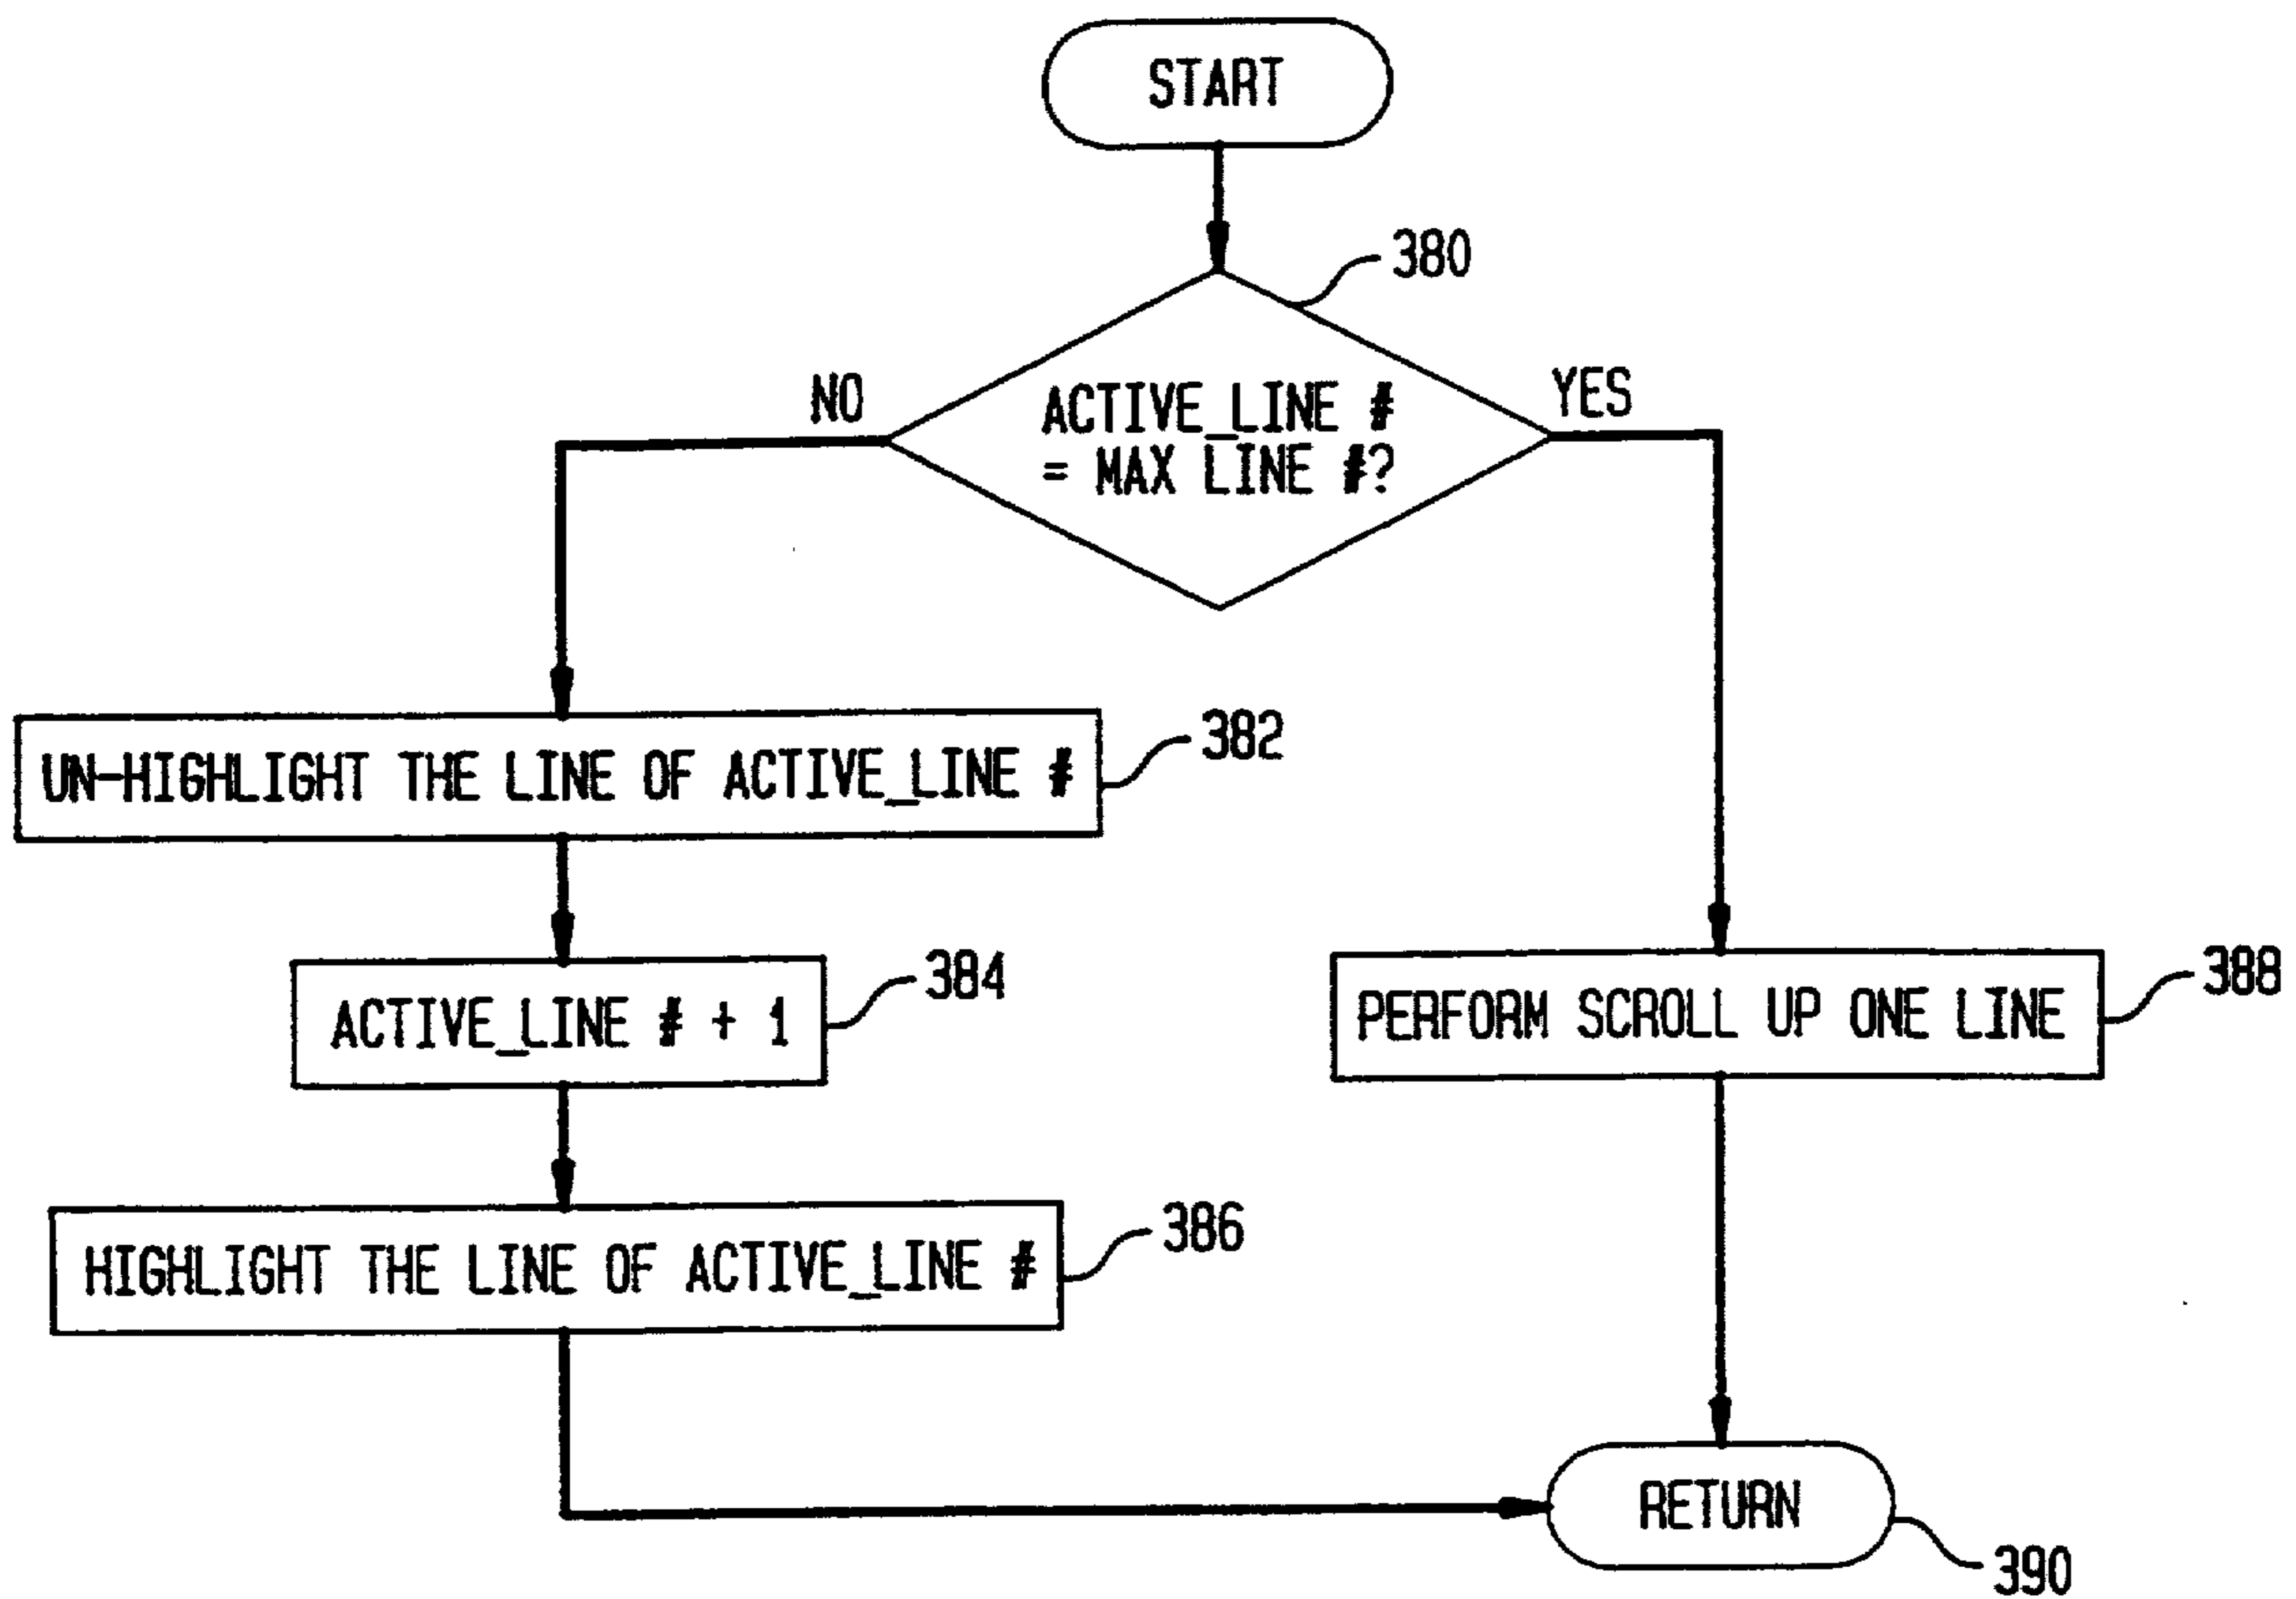 START
380
NO
YES
ACTIVE_LINE #
= MAX LINE #?
382
UN-HIGHLIGHT THE LINE OF ACTIVE_LINE #
384
ACTIVE_LINE # + 1
388
PERFORM SCROLL UP ONE LINE
386
HIGHLIGHT THE LINE OF ACTIVE_LINE #
RETURN
390